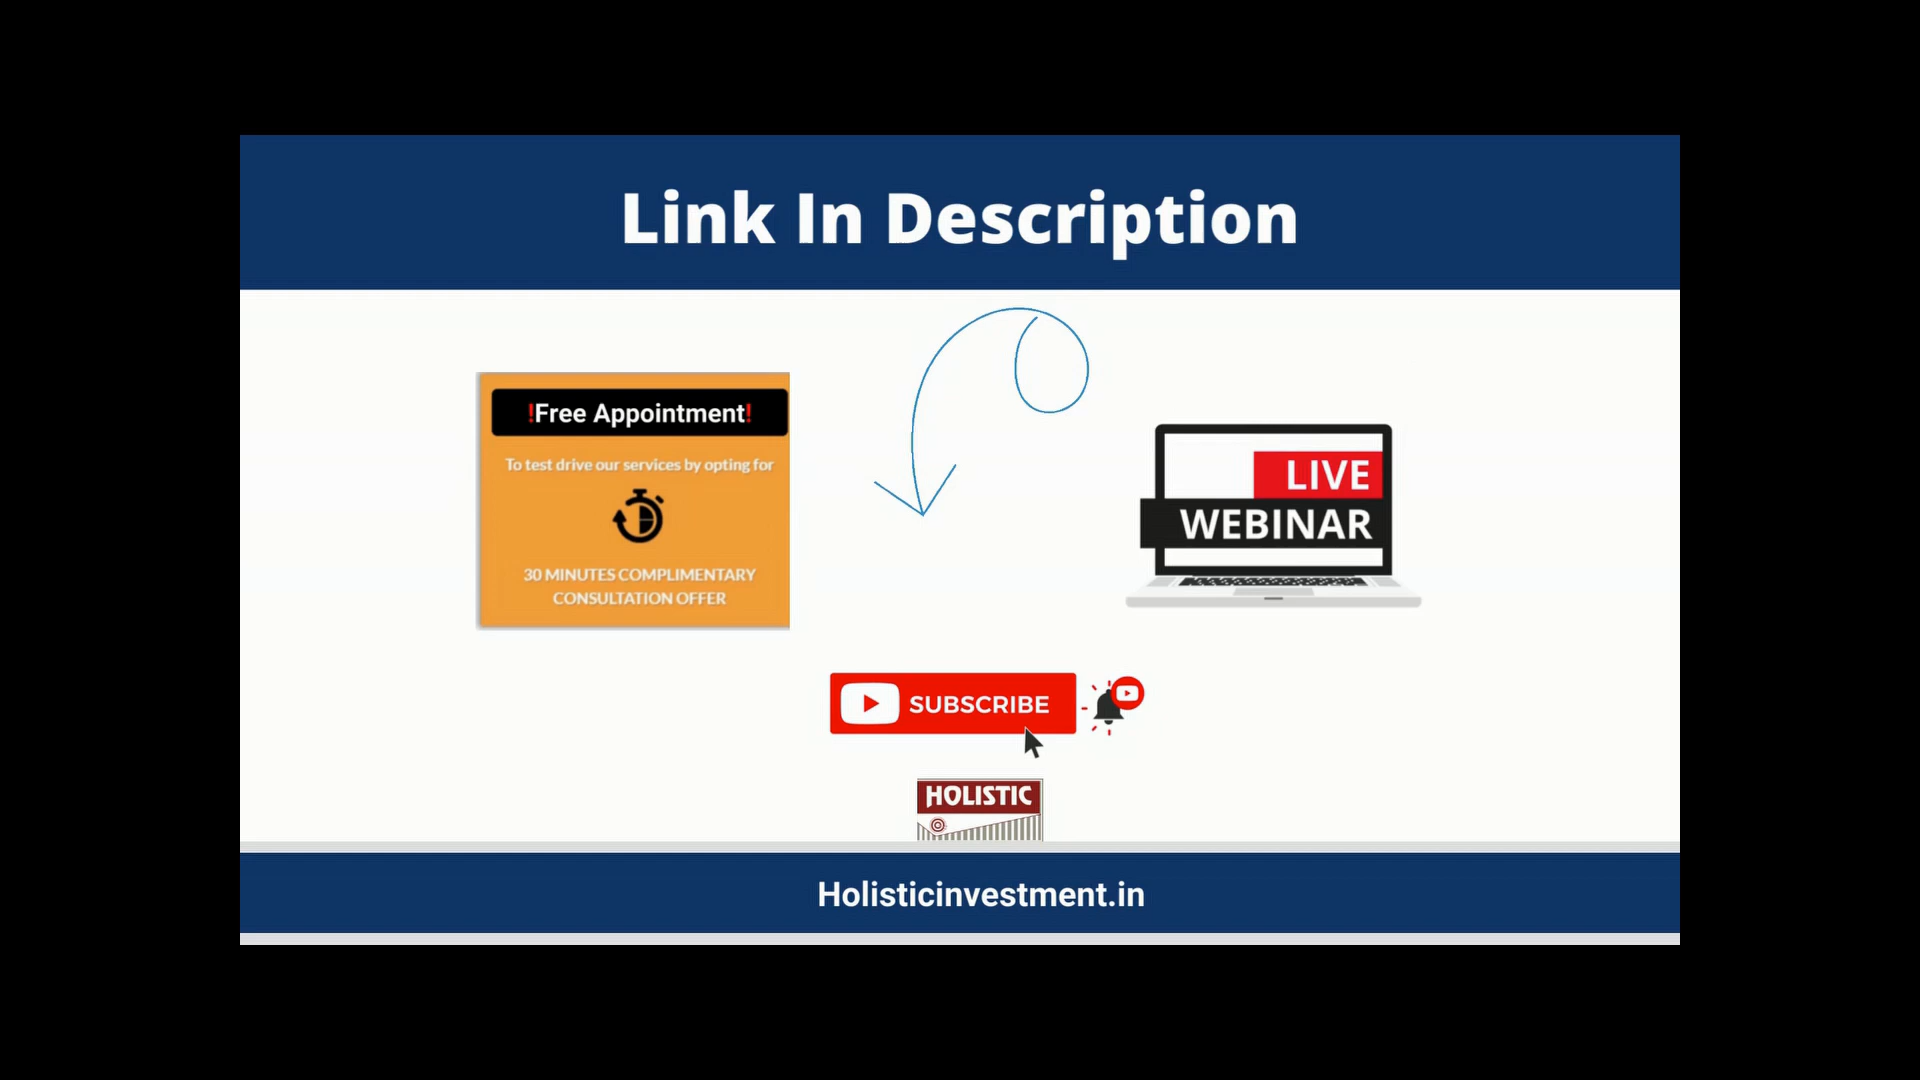 Link In Description
!Free Appointment!
To test drive our services by opting for
30 MINUTES COMPLIMENTARY
CONSULTATION OFFER
LIVE
WEBINAR
SUBSCRIBE
HOLISTIC
Holisticinvestment.in